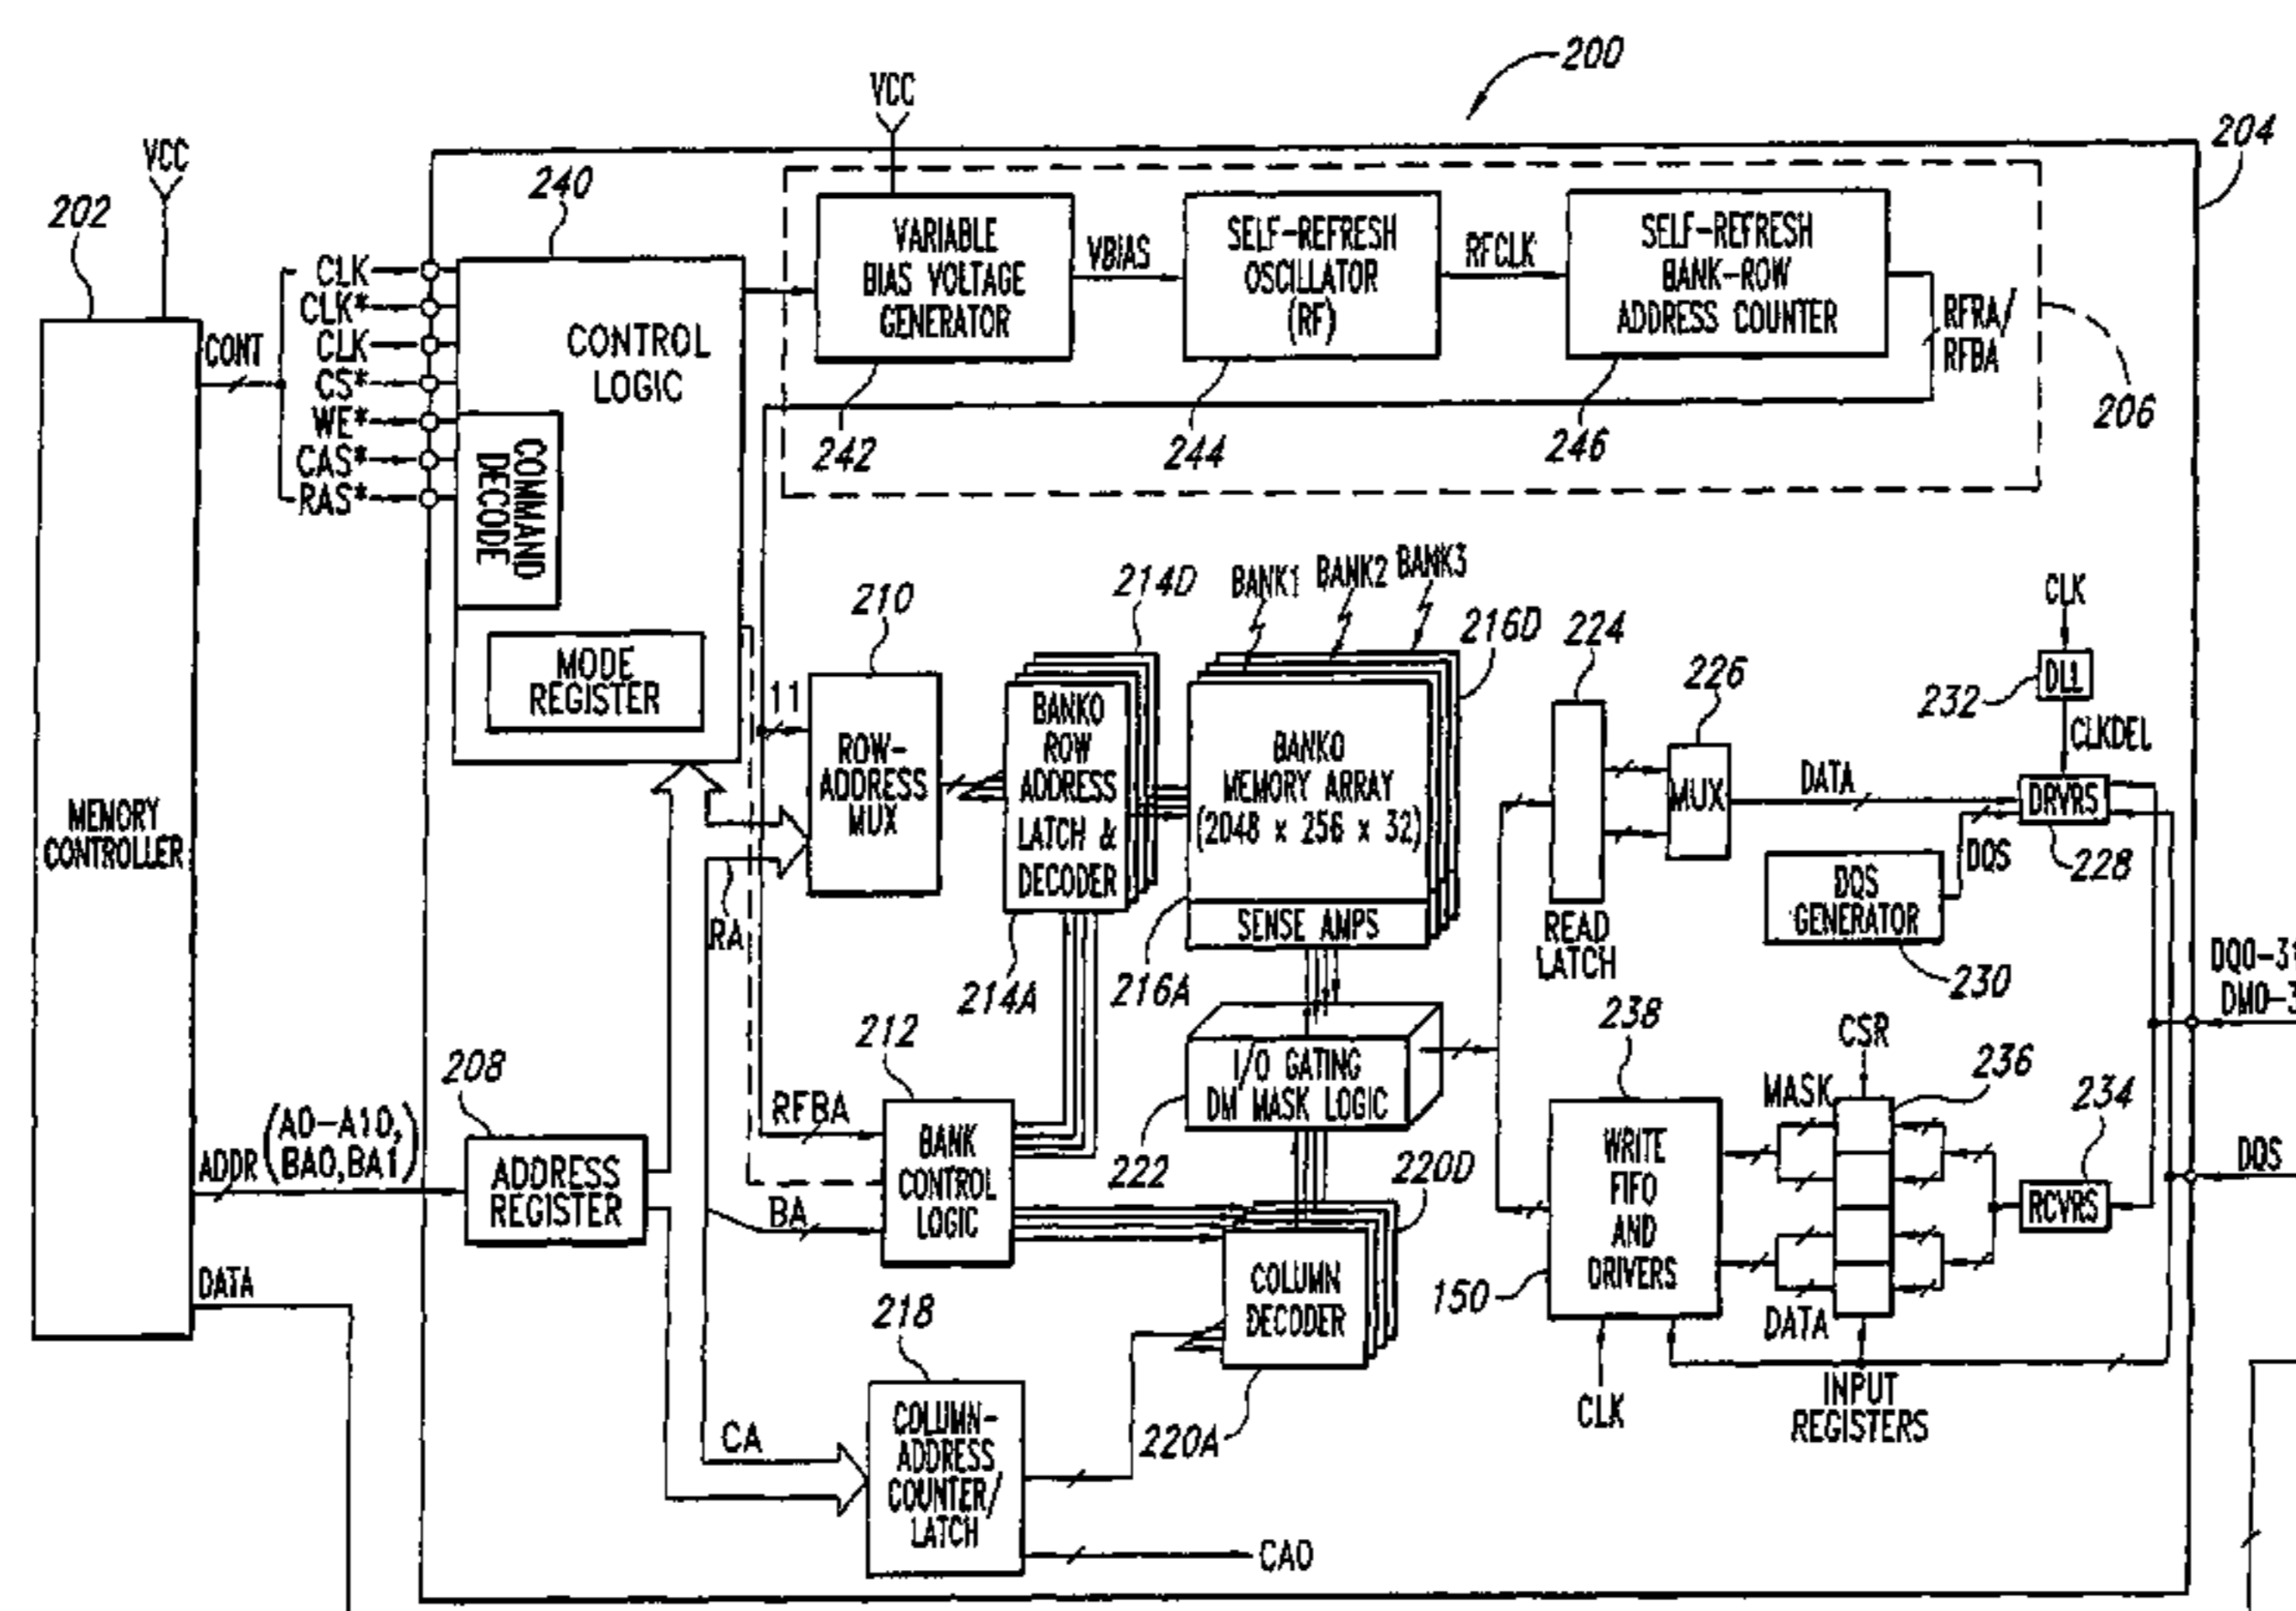 200
204
VCC
VCC
202
240
VARIABLE
BIAS VOLTAGE
GENERATOR
VBIAS
SELF-REFRESH
OSCILLATOR
(RF)
RFCLK
SELF-REFRESH
BANK-ROW
ADDRESS COUNTER
RFRA/
RFBA
206
242
244
246
CONT
CLK
CLK*
CLK
CS*
WE*
CAS*
RAS*
CONTROL
LOGIC
COMMAND
DECODE
MODE
REGISTER
MEMORY
CONTROLLER
210
11
ROW-
ADDRESS
MUX
RA
214D
BANK0
ROW
ADDRESS
LATCH &
DECODER
214A
BANK1
BANK2
BANK3
216D
BANK0
MEMORY ARRAY
(2048 x 256 x 32)
SENSE AMPS
216A
224
READ
LATCH
226
MUX
DATA
CLK
DLL
232
CLKDEL
DRVRS
228
DQS
DQS
GENERATOR
230
DQ0-31
DM0-3
DQS
208
ADDR
(A0-A10,
BA0,BA1)
ADDRESS
REGISTER
DATA
212
RFBA
BA
BANK
CONTROL
LOGIC
I/O GATING
DM MASK LOGIC
222
220D
COLUMN
DECODER
220A
218
CA
COLUMN-
ADDRESS
COUNTER/
LATCH
CA0
238
WRITE
FIFO
AND
DRIVERS
150
CLK
MASK
DATA
CSR
236
234
RCVRS
INPUT
REGISTERS